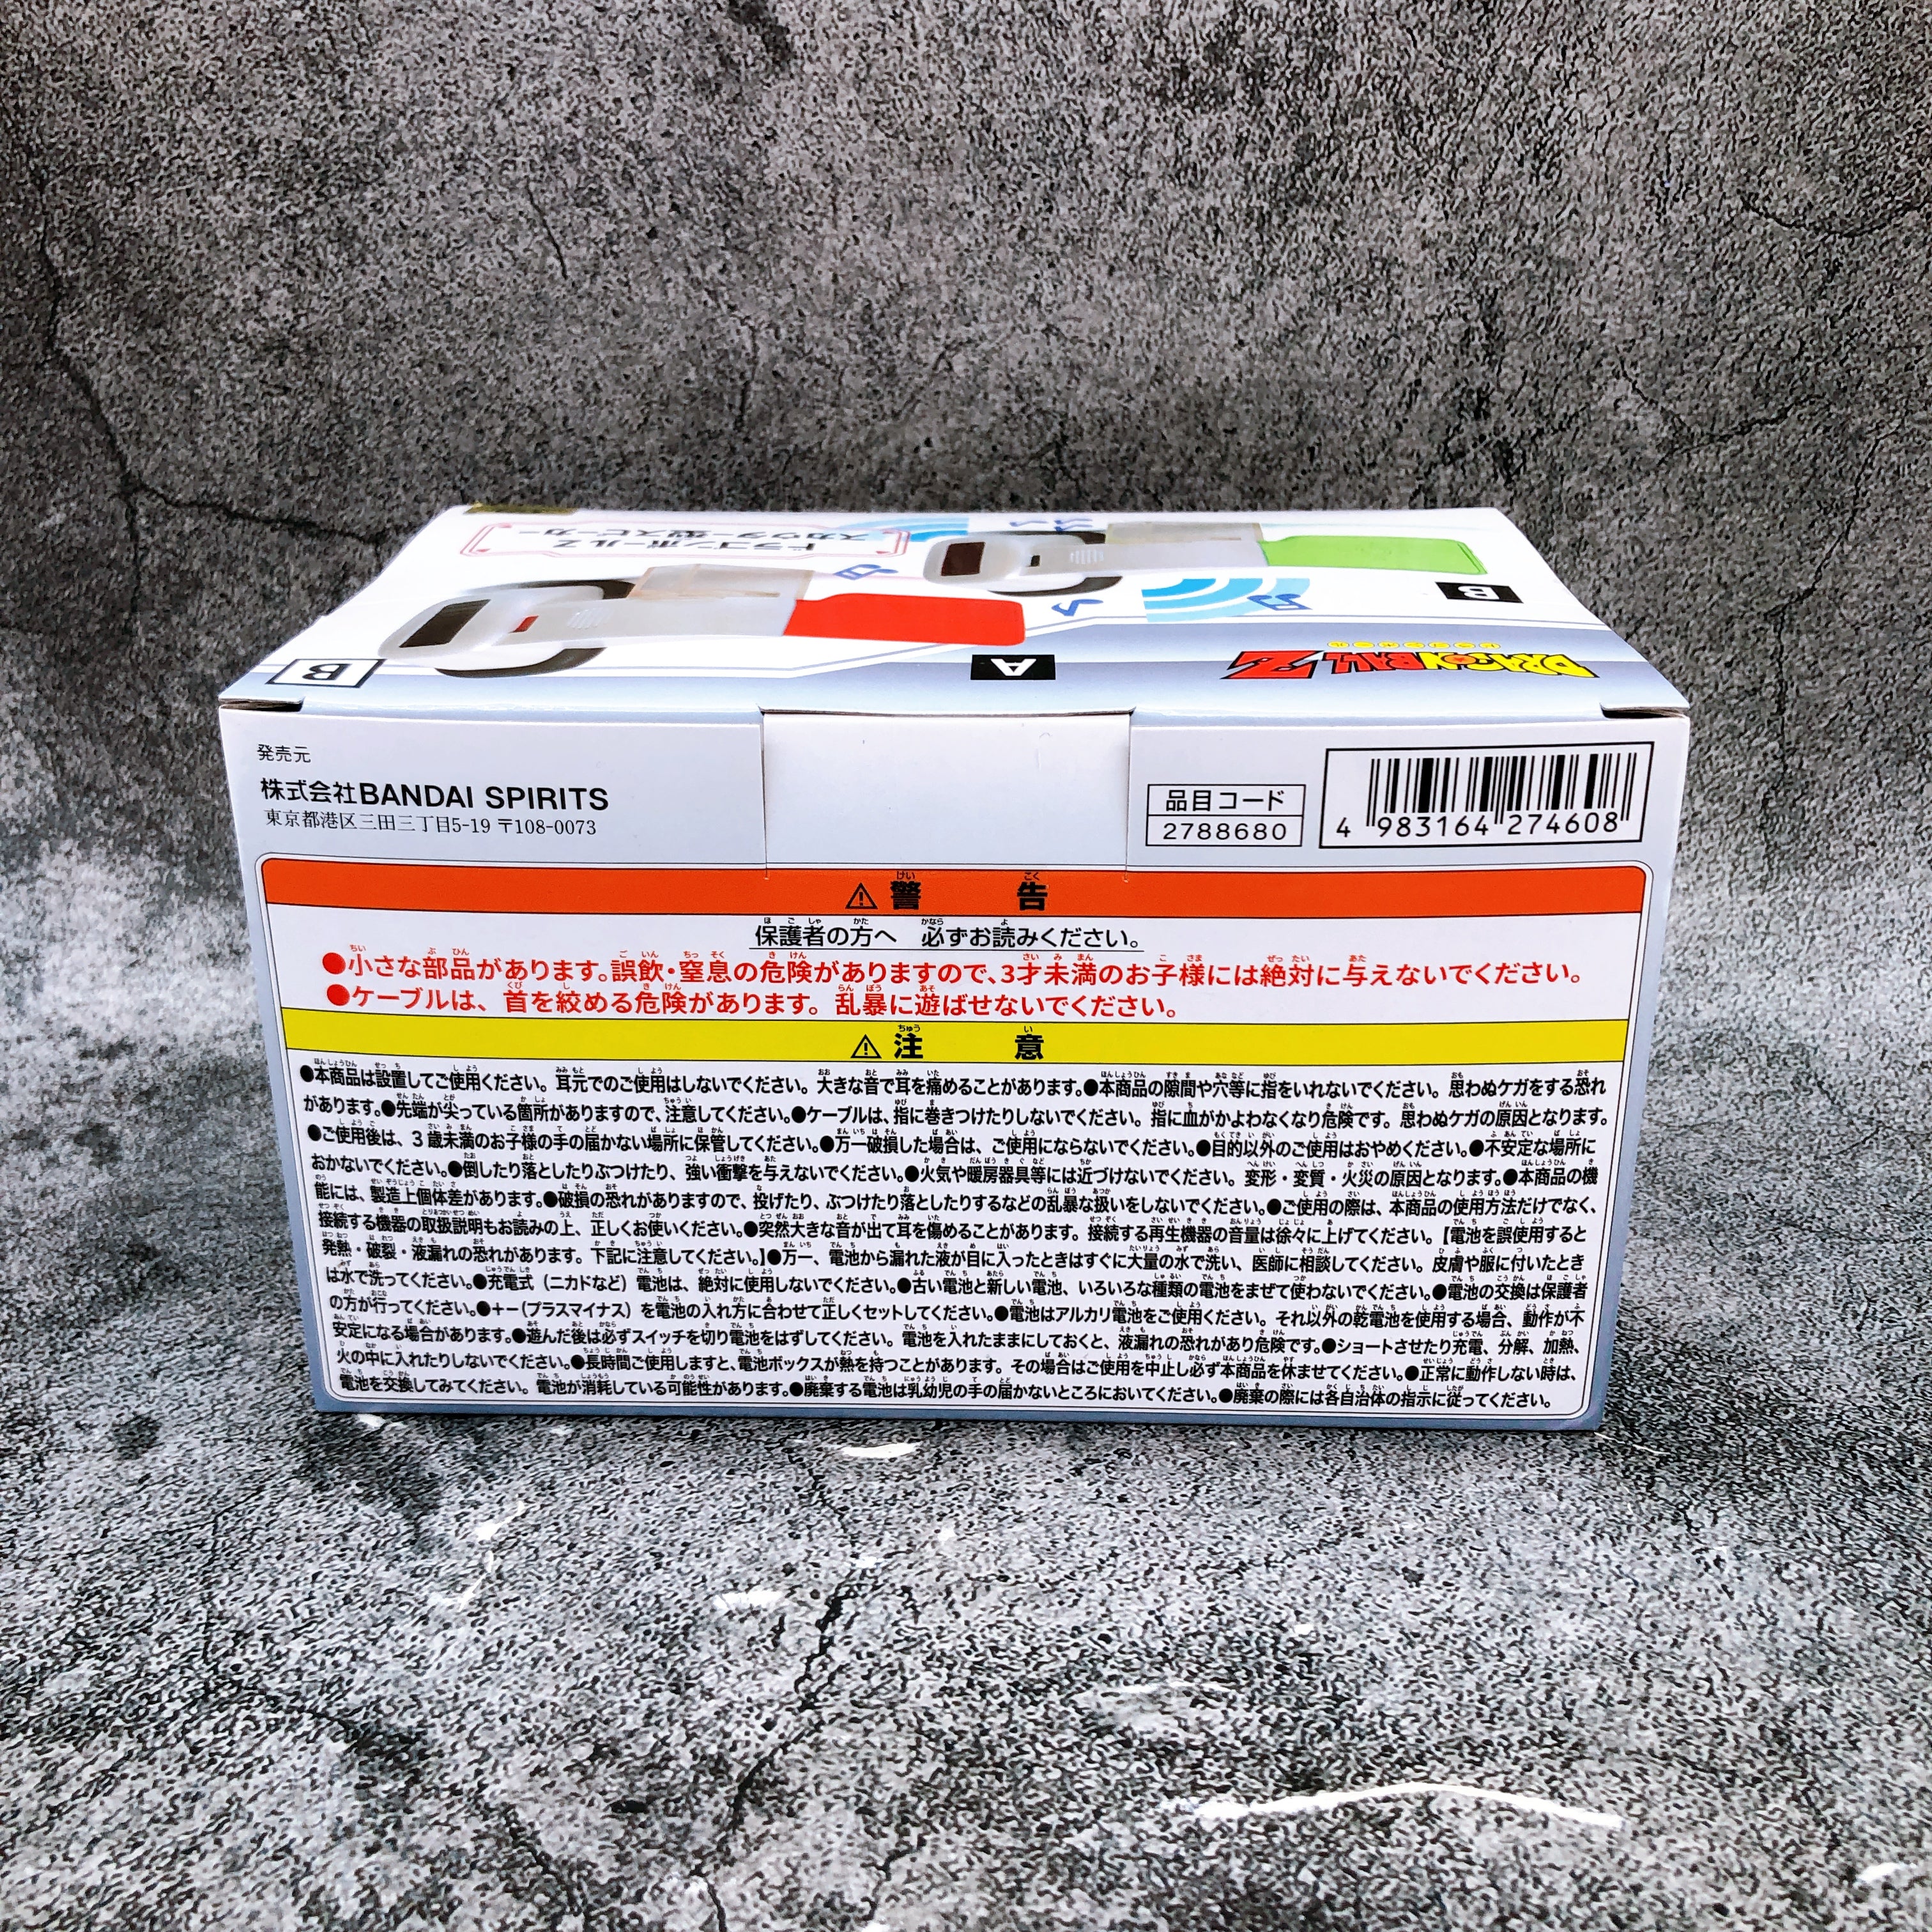 ドラゴンボールZ
スカウター型スピーカー
B
A
B
DRAGON BALL Z
発売元
株式会社BANDAI SPIRITS
東京都港区三田三丁目5-19 〒108-0073
品目コード
2788680
4 983164 274608
⚠警告
保護者の方へ 必ずお読みください。
●小さな部品があります。誤飲・窒息の危険がありますので、3才未満のお子様には絶対に与えないでください。
●ケーブルは、首を絞める危険があります。乱暴に遊ばせないでください。
⚠注意
●本商品は設置してご使用ください。耳元でのご使用はしないでください。大きな音で耳を痛めることがあります。●本商品の隙間や穴等に指をいれないでください。思わぬケガをする恐れ
があります。●先端が尖っている箇所がありますので、注意してください。●ケーブルは、指に巻きつけたりしないでください。指に血がかよわなくなり危険です。思わぬケガの原因となります。
●ご使用後は、3歳未満のお子様の手の届かない場所に保管してください。●万一破損した場合は、ご使用にならないでください。●目的以外のご使用はおやめください。●不安定な場所に
おかないでください。●倒したり落としたりぶつけたり、強い衝撃を与えないでください。●火気や暖房器具等には近づけないでください。変形・変質・火災の原因となります。●本商品の機
能には、製造上個体差があります。●破損の恐れがありますので、投げたり、ぶつけたり落としたりするなどの乱暴な扱いをしないでください。●ご使用の際は、本商品の使用方法だけでなく、
接続する機器の取扱説明もお読みの上、正しくお使いください。●突然大きな音が出て耳を傷めることがあります。接続する再生機器の音量は徐々に上げてください。【電池を誤使用すると
発熱・破裂・液漏れの恐れがあります。下記に注意してください。】●万一、電池から漏れた液が目に入ったときはすぐに大量の水で洗い、医師に相談してください。皮膚や服に付いたとき
は水で洗ってください。●充電式（ニカドなど）電池は、絶対に使用しないでください。●古い電池と新しい電池、いろいろな種類の電池をまぜて使わないでください。●電池の交換は保護者
の方が行ってください。●＋−（プラスマイナス）を電池の入れ方に合わせて正しくセットしてください。●電池はアルカリ電池をご使用ください。それ以外の乾電池を使用する場合、動作が不
安定になる場合があります。●遊んだ後は必ずスイッチを切り電池をはずしてください。電池を入れたままにしておくと、液漏れの恐れがあり危険です。●ショートさせたり充電、分解、加熱、
火の中に入れたりしないでください。●長時間ご使用しますと、電池ボックスが熱を持つことがあります。その場合はご使用を中止し必ず本商品を休ませてください。●正常に動作しない時は、
電池を交換してみてください。電池が消耗している可能性があります。●廃棄する電池は乳幼児の手の届かないところにおいてください。●廃棄の際には各自治体の指示に従ってください。